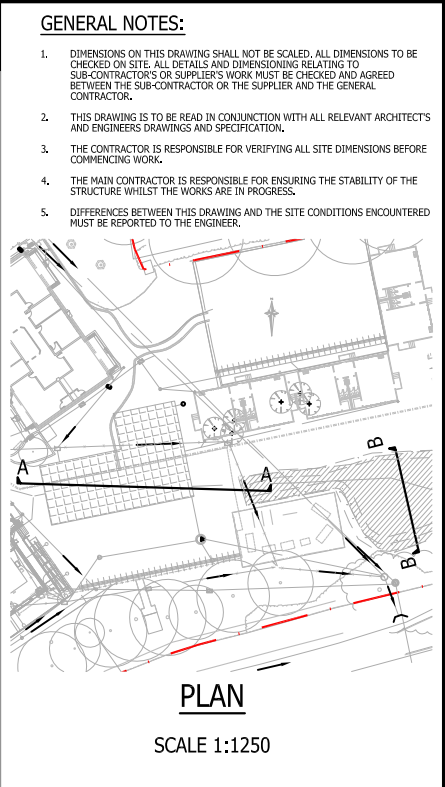 GENERAL NOTES:
1. DIMENSIONS ON THIS DRAWING SHALL NOT BE SCALED. ALL DIMENSIONS TO BE
CHECKED ON SITE. ALL DETAILS AND DIMENSIONING RELATING TO
SUB-CONTRACTOR'S OR SUPPLIER'S WORK MUST BE CHECKED AND AGREED
BETWEEN THE SUB-CONTRACTOR OR THE SUPPLIER AND THE GENERAL
CONTRACTOR.
2. THIS DRAWING IS TO BE READ IN CONJUNCTION WITH ALL RELEVANT ARCHITECT'S
AND ENGINEERS DRAWINGS AND SPECIFICATION.
3. THE CONTRACTOR IS RESPONSIBLE FOR VERIFYING ALL SITE DIMENSIONS BEFORE
COMMENCING WORK.
4. THE MAIN CONTRACTOR IS RESPONSIBLE FOR ENSURING THE STABILITY OF THE
STRUCTURE WHILST THE WORKS ARE IN PROGRESS.
5. DIFFERENCES BETWEEN THIS DRAWING AND THE SITE CONDITIONS ENCOUNTERED
MUST BE REPORTED TO THE ENGINEER.
B
A
A
B
PLAN
SCALE 1:1250